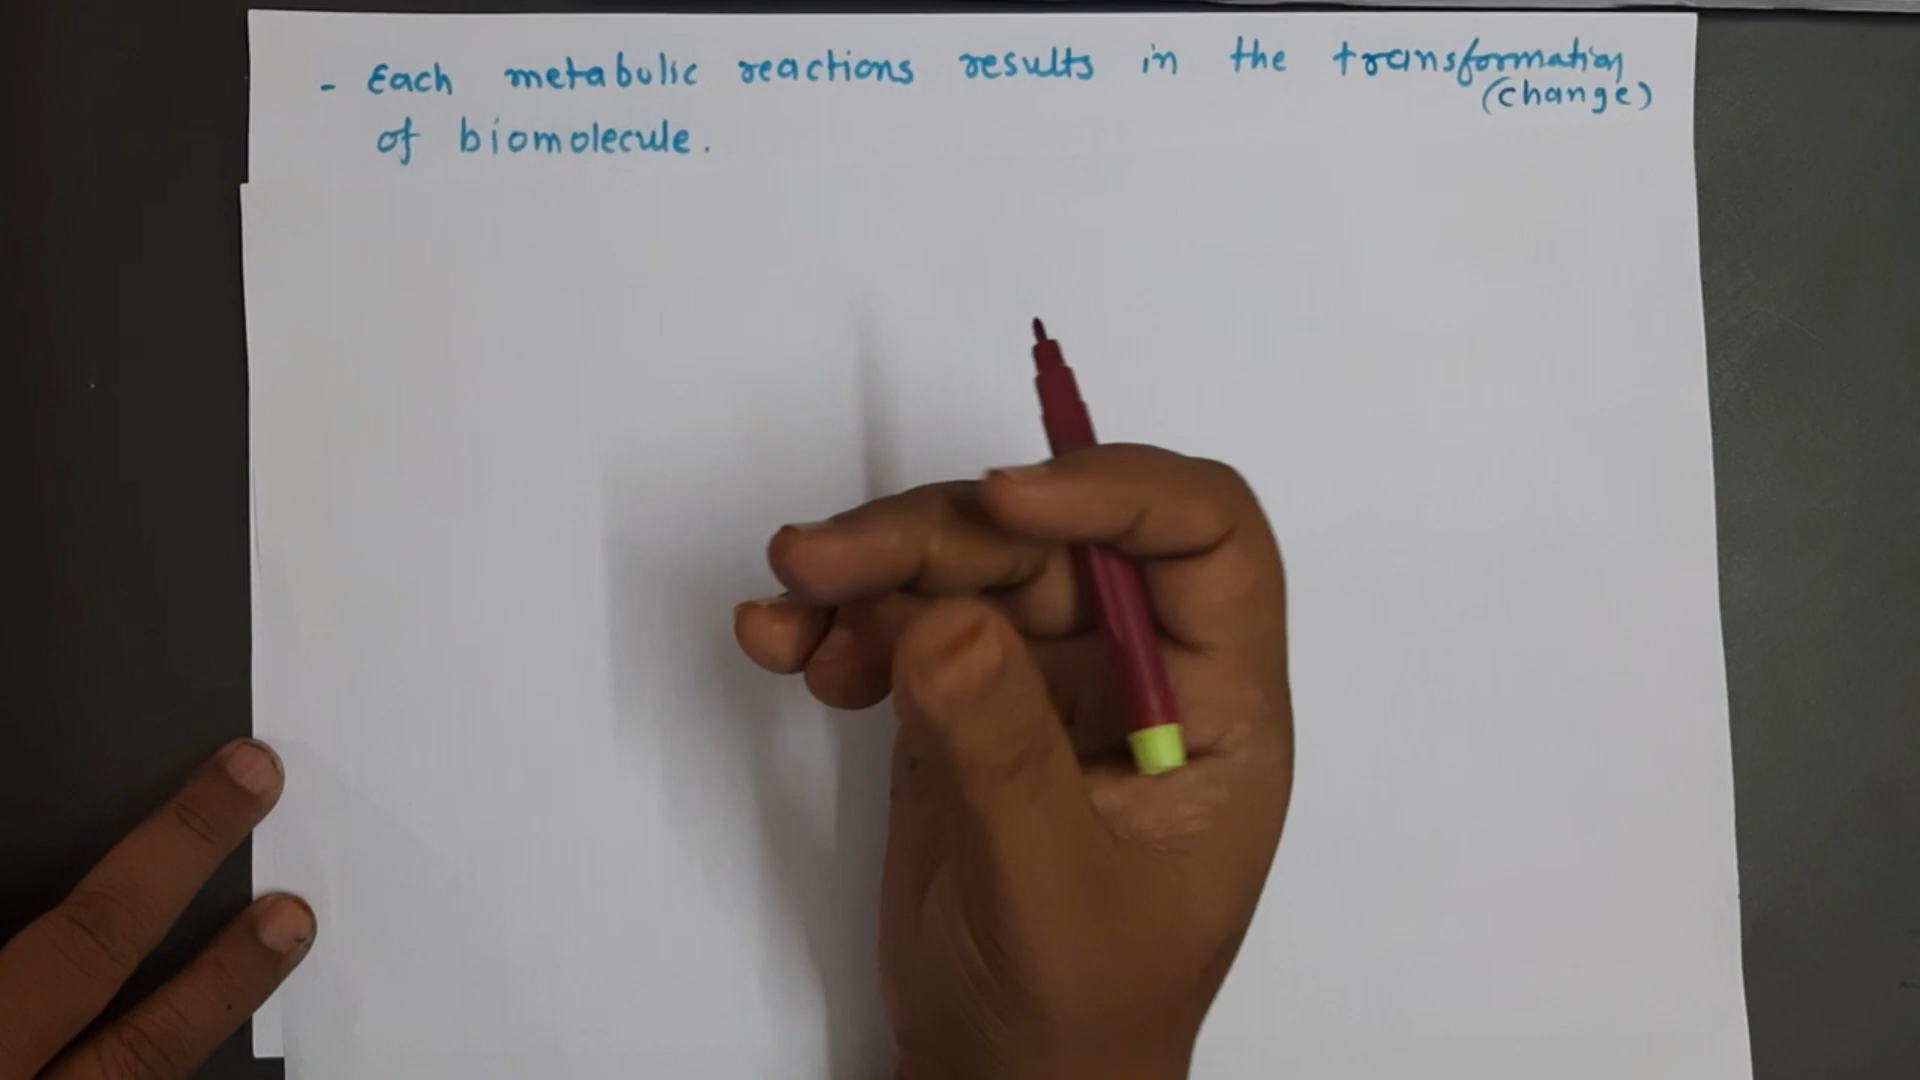 - Each metabolic reactions results in the transformation
(change)
of biomolecule.